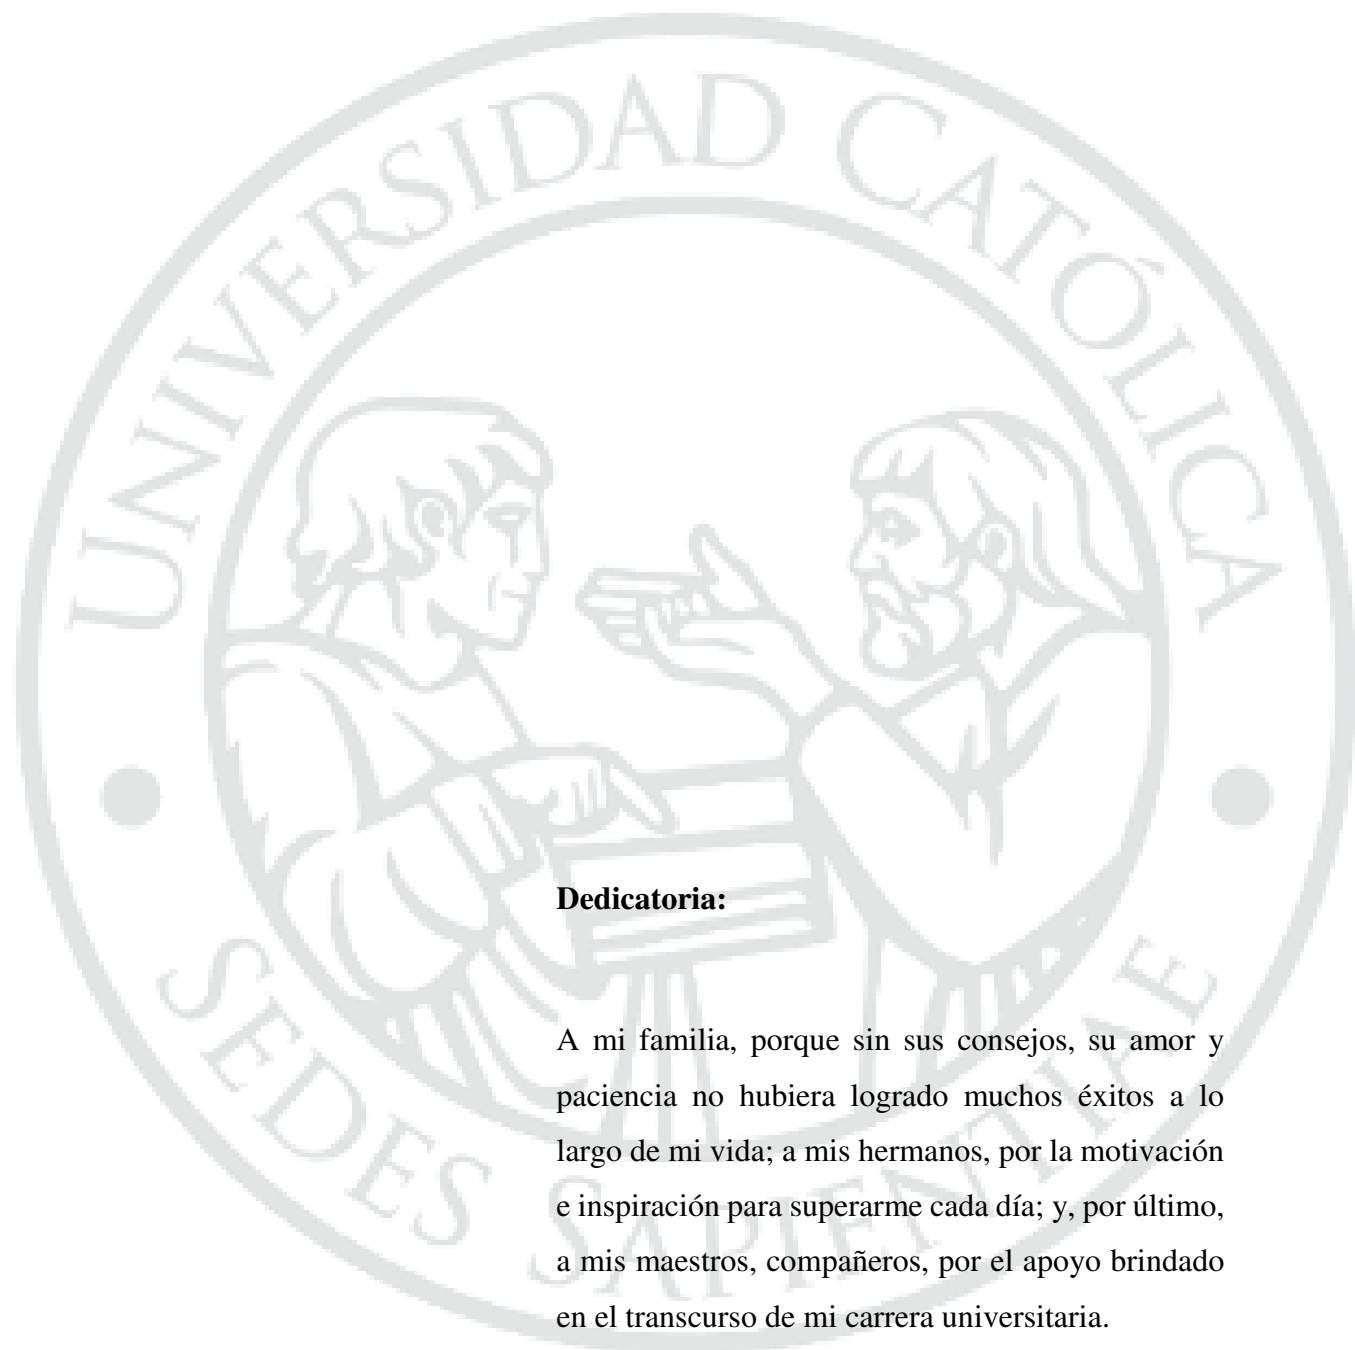 UNIVERSIDAD CATÓLICA
SEDES SAPIENTIAE
Dedicatoria:
A mi familia, porque sin sus consejos, su amor y
paciencia no hubiera logrado muchos éxitos a lo
largo de mi vida; a mis hermanos, por la motivación
e inspiración para superarme cada día; y, por último,
a mis maestros, compañeros, por el apoyo brindado
en el transcurso de mi carrera universitaria.